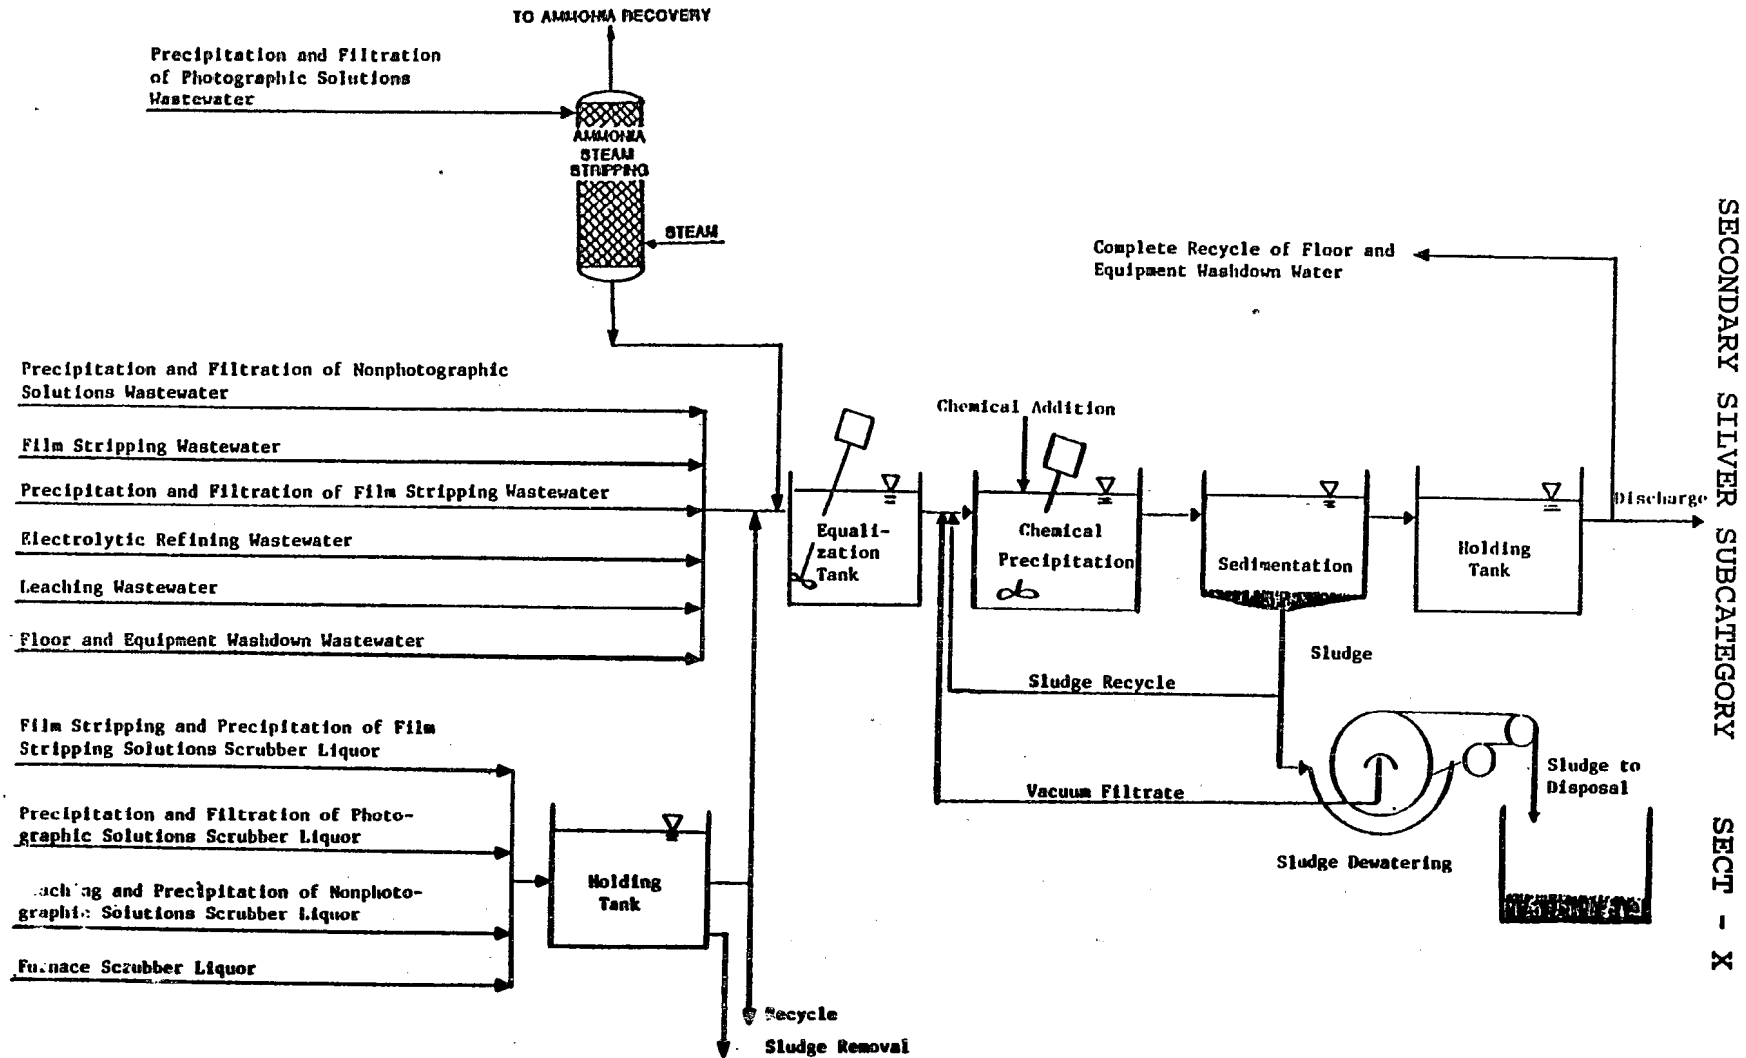 TO AMMONIA RECOVERY
Precipitation and Filtration
of Photographic Solutions
Wastewater
AMMONIA
STEAM
STRIPPING
STEAM
Complete Recycle of Floor and
Equipment Washdown Water
Precipitation and Filtration of Nonphotographic
Solutions Wastewater
Film Stripping Wastewater
Precipitation and Filtration of Film Stripping Wastewater
Electrolytic Refining Wastewater
Leaching Wastewater
Floor and Equipment Washdown Wastewater
Equali-
zation
Tank
Chemical Addition
Chemical
Precipitation
Sedimentation
Holding
Tank
Discharge
Sludge
Sludge Recycle
Vacuum Filtrate
Sludge Dewatering
Sludge to
Disposal
Film Stripping and Precipitation of Film
Stripping Solutions Scrubber Liquor
Precipitation and Filtration of Photo-
graphic Solutions Scrubber Liquor
and Precipitation of Nonphoto-
graphic Solutions Scrubber Liquor
Furnace Scrubber Liquor
Holding
Tank
Recycle
Sludge Removal
SECONDARY SILVER SUBCATEGORY SECT - X